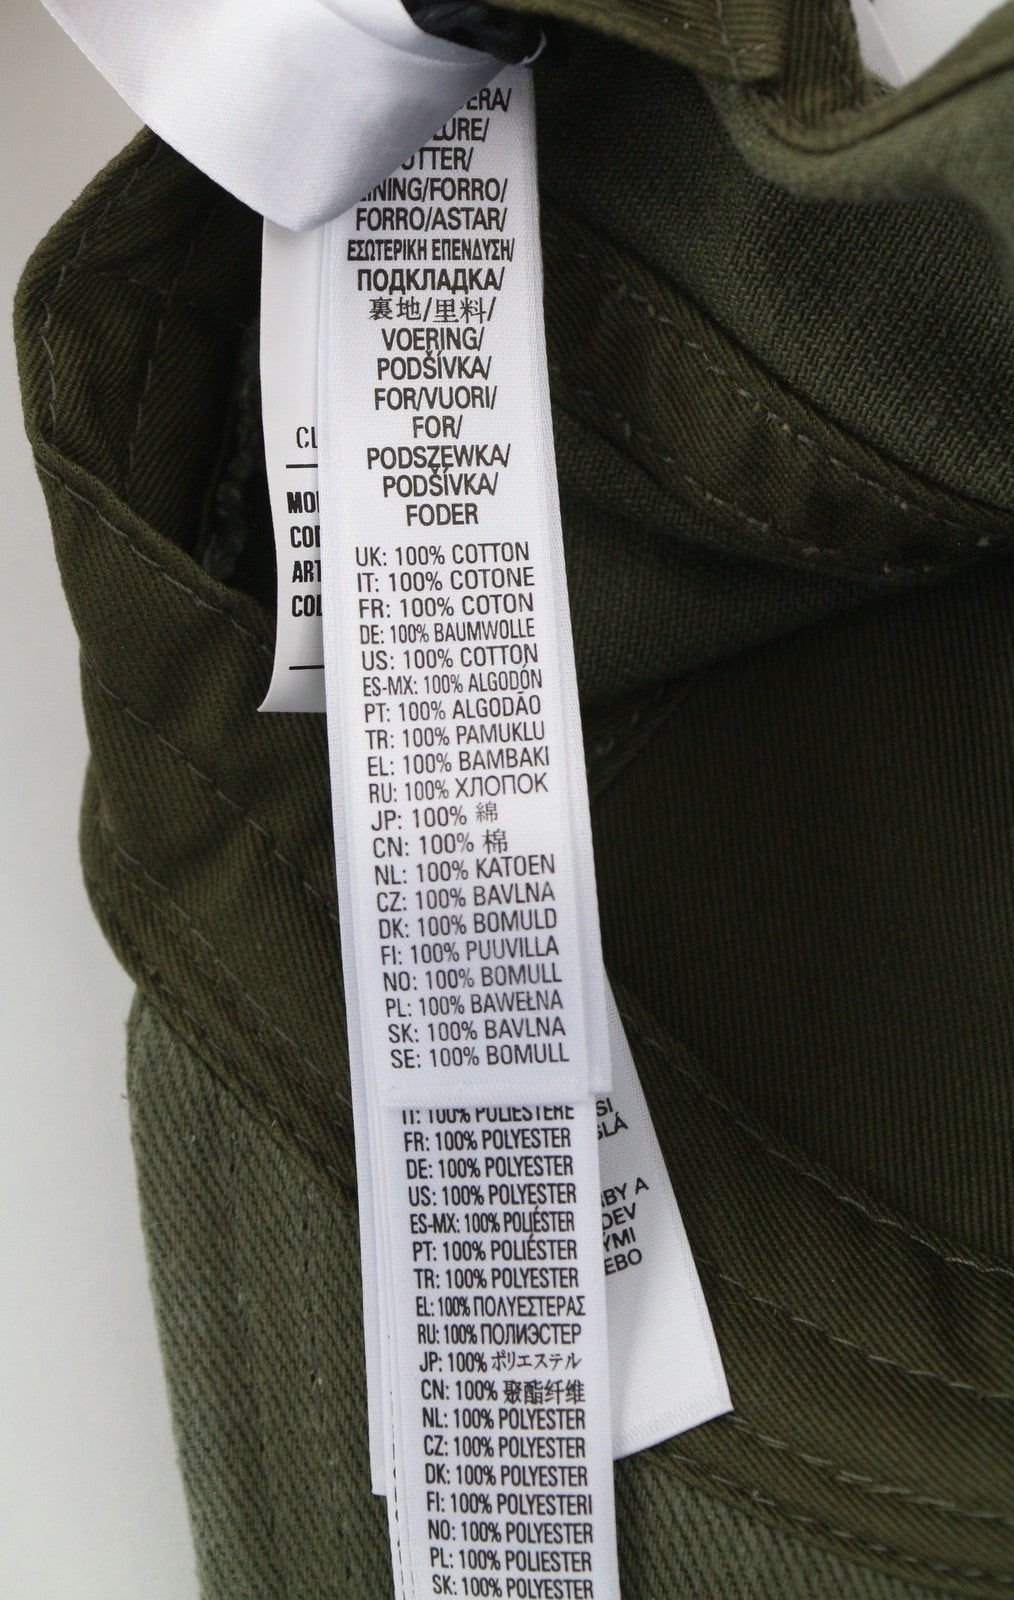 FORRO/ASTAR/
ΕΣΩΤΕΡΙΚΗ ΕΠΕΝΔΥΣΗ/
ПОДКЛАДКА/
裏地/里料/
VOERING/
PODŠÍVKA/
FOR/VUORI/
FOR/
PODSZEWKA/
PODŠÍVKA/
FODER
UK: 100% COTTON
IT: 100% COTONE
FR: 100% COTON
DE: 100% BAUMWOLLE
US: 100% COTTON
ES-MX: 100% ALGODÓN
PT: 100% ALGODÃO
TR: 100% PAMUKLU
EL: 100% BAMBAKI
RU: 100% ХЛОПОК
JP: 100% 綿
CN: 100% 棉
NL: 100% KATOEN
CZ: 100% BAVLNA
DK: 100% BOMULD
FI: 100% PUUVILLA
NO: 100% BOMULL
PL: 100% BAWEŁNA
SK: 100% BAVLNA
SE: 100% BOMULL
IT: 100% POLIESTERE
FR: 100% POLYESTER
DE: 100% POLYESTER
US: 100% POLYESTER
ES-MX: 100% POLIÉSTER
PT: 100% POLIÉSTER
TR: 100% POLYESTER
EL: 100% ΠΟΛΥΕΣΤΕΡΑΣ
RU: 100% ПОЛИЭСТЕР
JP: 100% ポリエステル
CN: 100% 聚酯纤维
NL: 100% POLYESTER
CZ: 100% POLYESTER
DK: 100% POLYESTER
FI: 100% POLYESTERI
NO: 100% POLYESTER
PL: 100% POLIESTER
SK: 100% POLYESTER